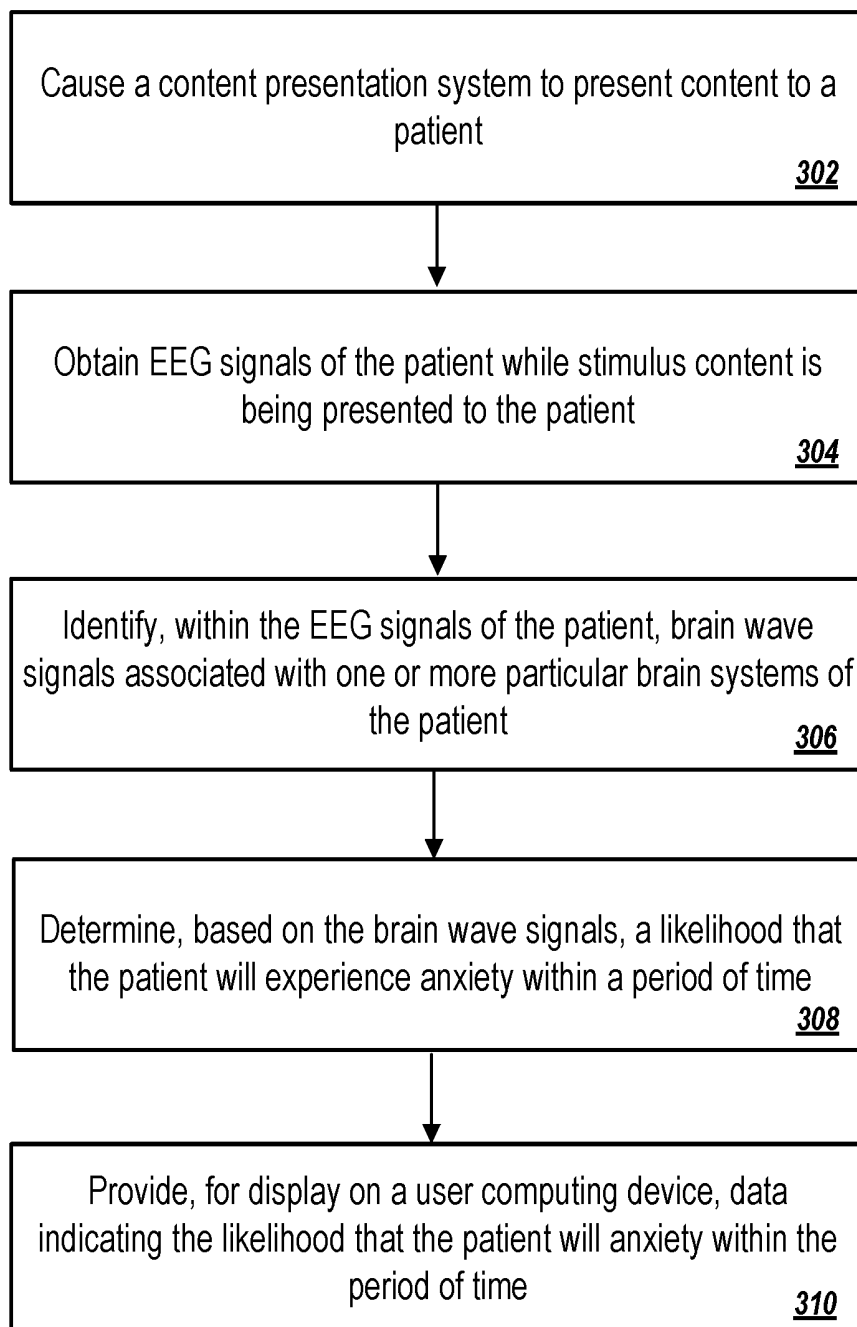 Cause a content presentation system to present content to a
patient
302
Obtain EEG signals of the patient while stimulus content is
being presented to the patient
304
Identify, within the EEG signals of the patient, brain wave
signals associated with one or more particular brain systems of
the patient
306
Determine, based on the brain wave signals, a likelihood that
the patient will experience anxiety within a period of time
308
Provide, for display on a user computing device, data
indicating the likelihood that the patient will anxiety within the
period of time
310